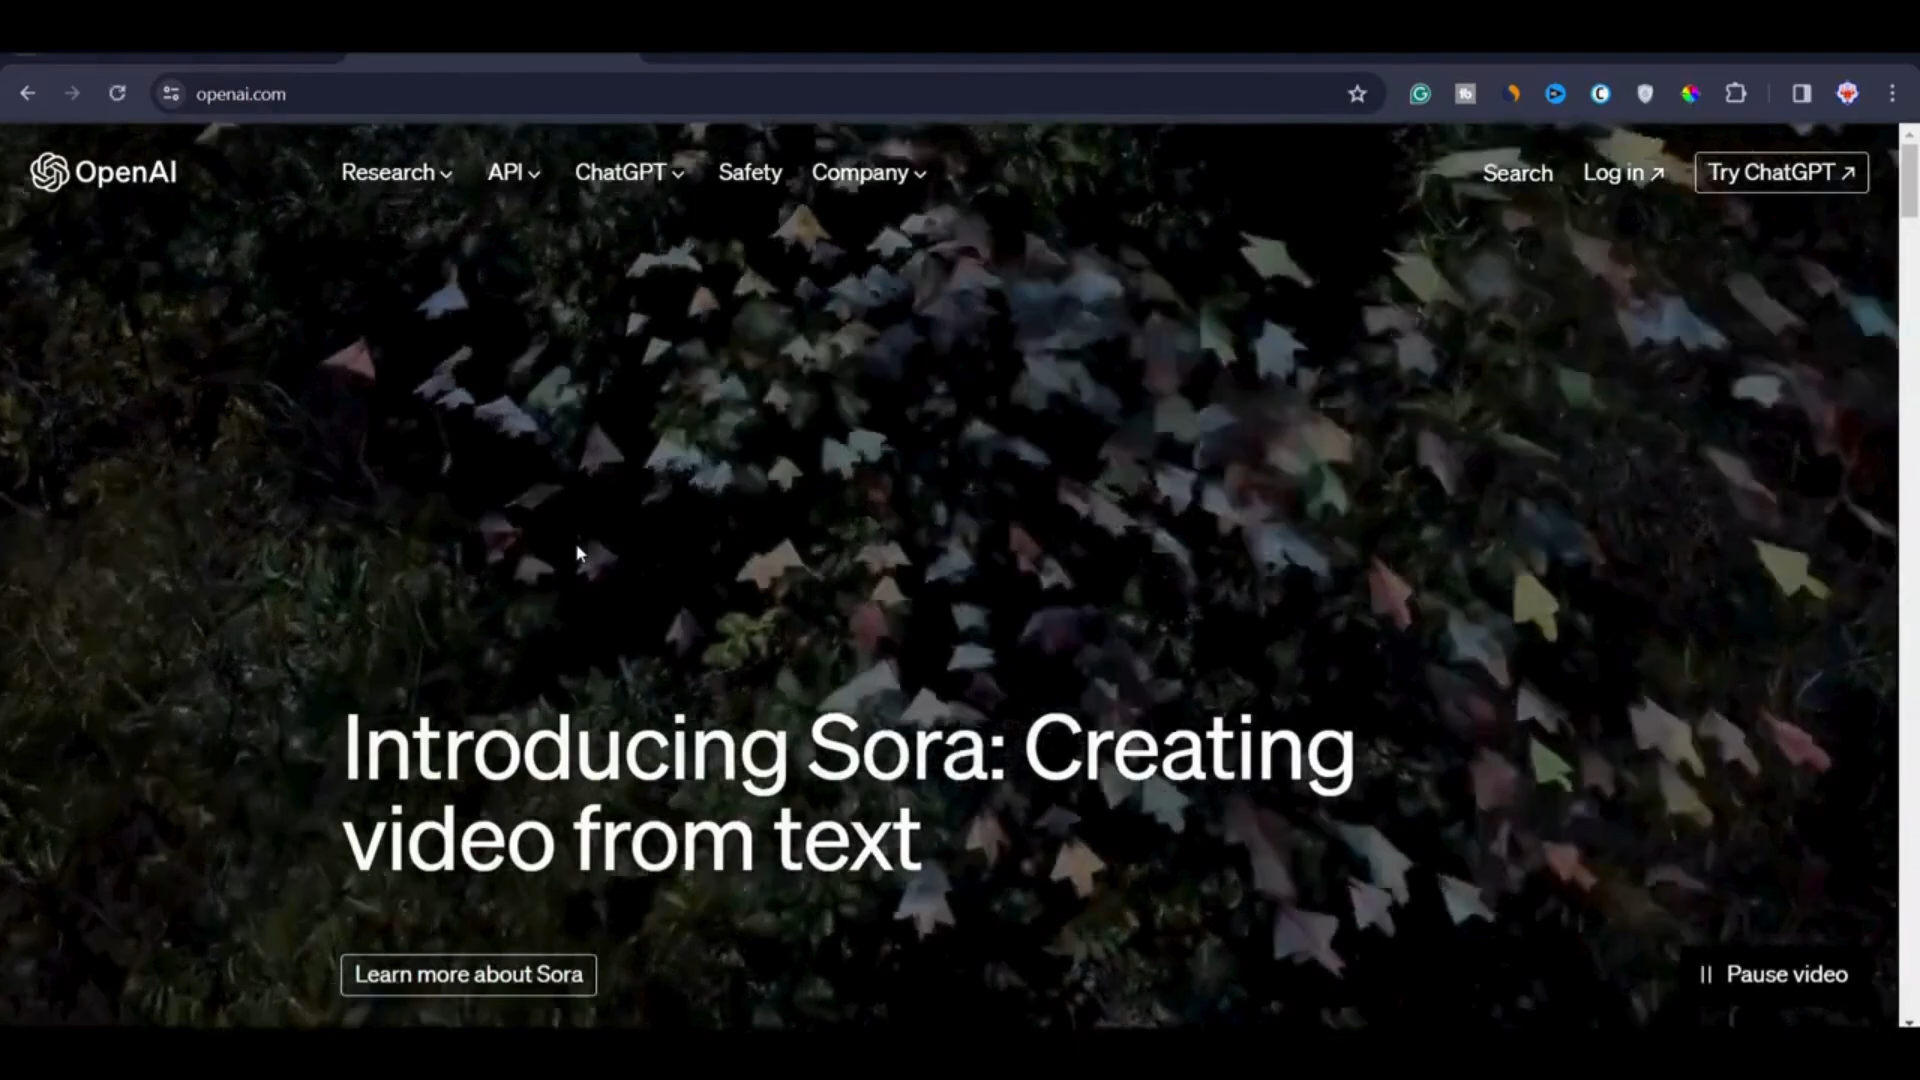 openai.com
OpenAI
Research
API
ChatGPT
Safety
Company
Search
Log in ↗
Try ChatGPT ↗
Introducing Sora: Creating
video from text
Learn more about Sora
Pause video